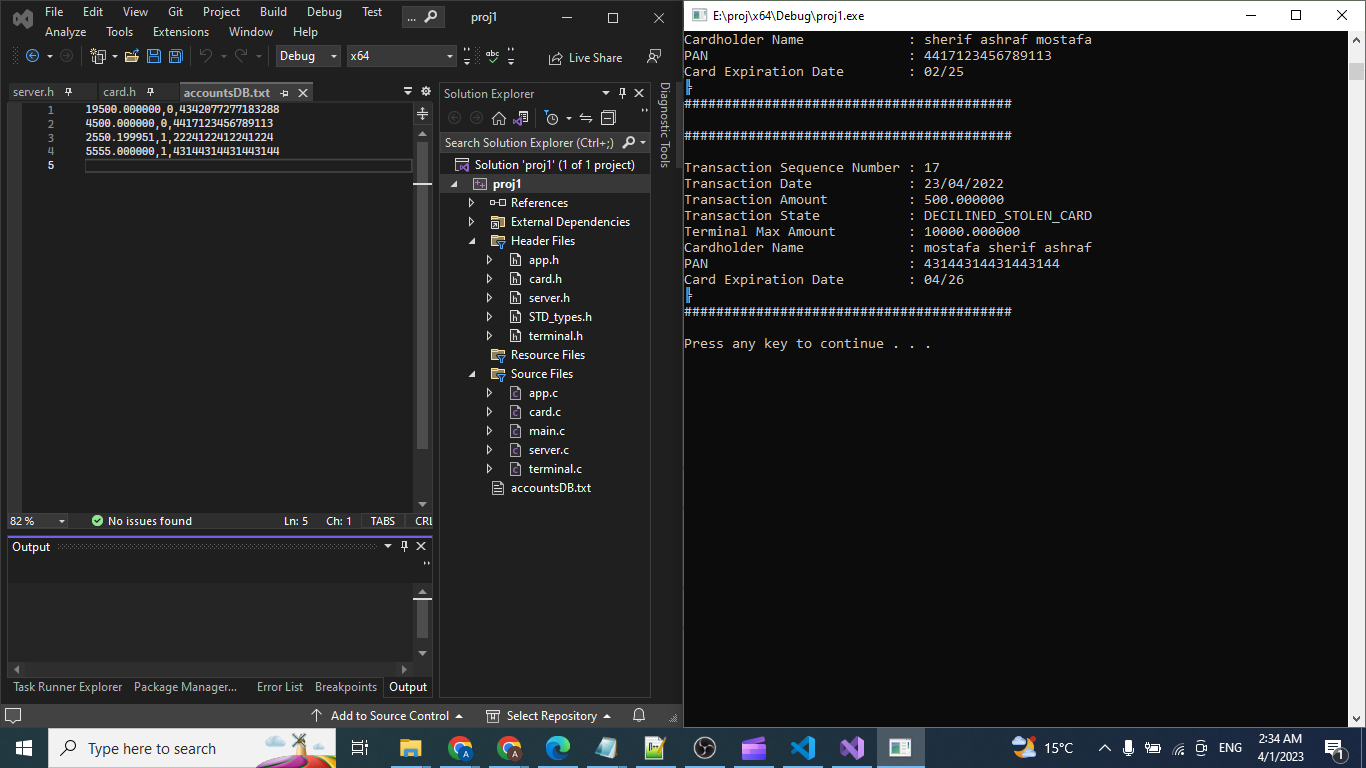 File Edit View Git Project Build Debug Test ... proj1
Analyze Tools Extensions Window Help
Debug x64 abc Live Share
server.h card.h accountsDB.txt
1 19500.000000,0,4342077277183288
2 4500.000000,0,4417123456789113
3 2550.199951,1,2224122412241224
4 5555.000000,1,43144314431443144
5
82 % No issues found Ln: 5 Ch: 1 TABS CRL
Output
Task Runner Explorer Package Manager... Error List Breakpoints Output
Solution Explorer
Search Solution Explorer (Ctrl+;)
Solution 'proj1' (1 of 1 project)
proj1
References
External Dependencies
Header Files
app.h
card.h
server.h
STD_types.h
terminal.h
Resource Files
Source Files
app.c
card.c
main.c
server.c
terminal.c
accountsDB.txt
Diagnostic Tools
Add to Source Control Select Repository
E:\proj\x64\Debug\proj1.exe
Cardholder Name : sherif ashraf mostafa
PAN : 4417123456789113
Card Expiration Date : 02/25
╠
#########################################
#########################################
Transaction Sequence Number : 17
Transaction Date : 23/04/2022
Transaction Amount : 500.000000
Transaction State : DECILINED_STOLEN_CARD
Terminal Max Amount : 10000.000000
Cardholder Name : mostafa sherif ashraf
PAN : 43144314431443144
Card Expiration Date : 04/26
╠
#########################################
Press any key to continue . . .
Type here to search 15°C ENG 2:34 AM
4/1/2023 1